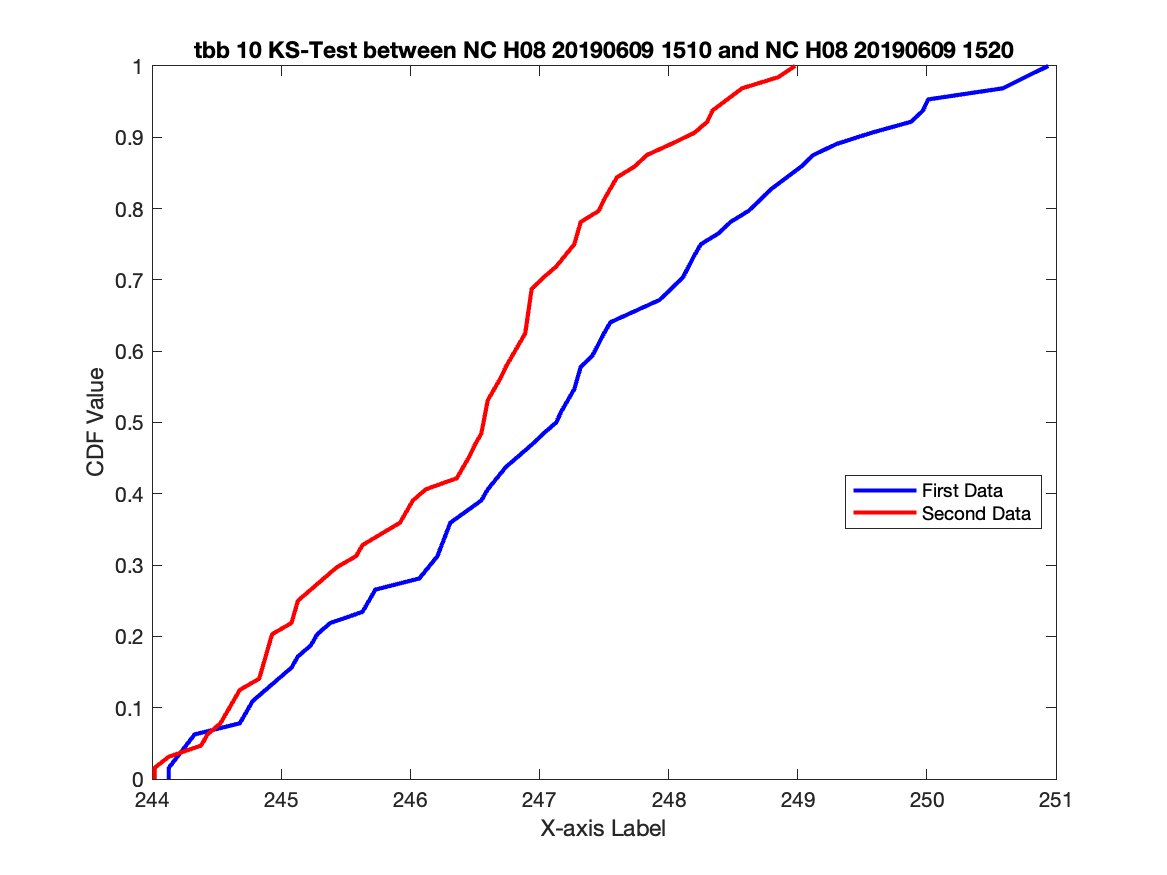 tbb 10 KS-Test between NC H08 20190609 1510 and NC H08 20190609 1520
1
0.9
0.8
0.7
0.6
0.5
0.4
0.3
0.2
0.1
0
CDF Value
First Data
Second Data
244 245 246 247 248 249 250 251
X-axis Label